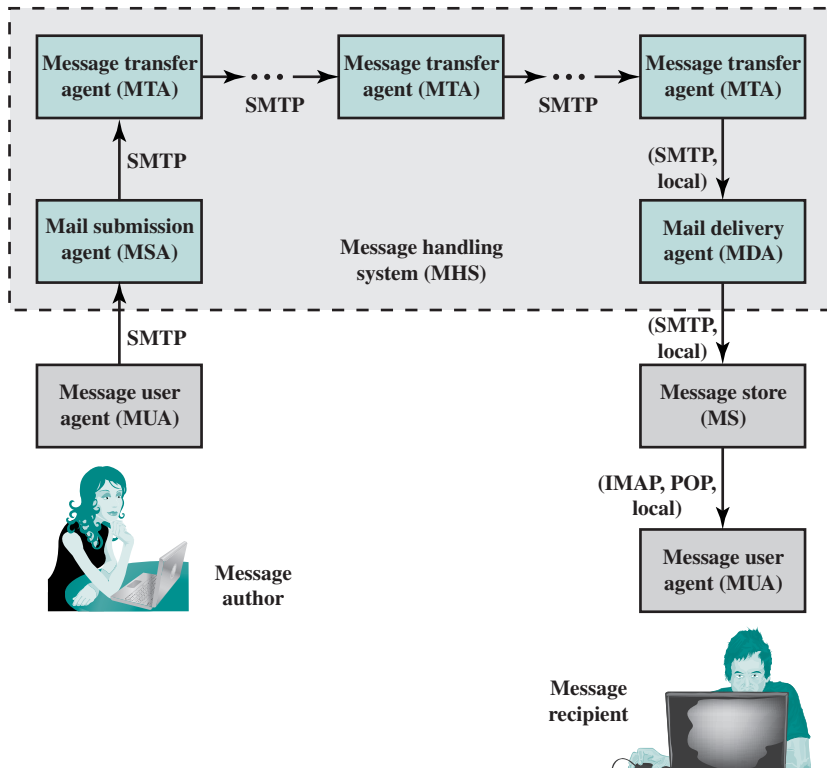 Message transfer
agent (MTA)
SMTP
Message transfer
agent (MTA)
SMTP
Message transfer
agent (MTA)
SMTP
(SMTP,
local)
Mail submission
agent (MSA)
Message handling
system (MHS)
Mail delivery
agent (MDA)
SMTP
(SMTP,
local)
Message user
agent (MUA)
Message store
(MS)
(IMAP, POP,
local)
Message user
agent (MUA)
Message
author
Message
recipient